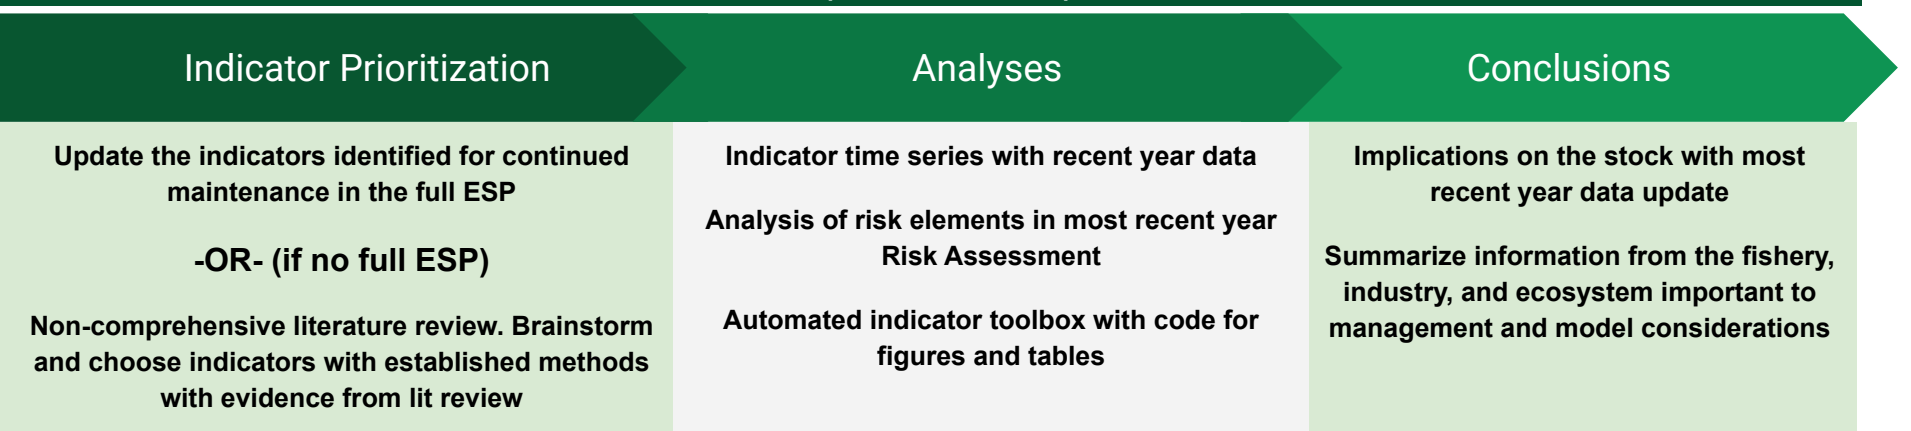 Indicator Prioritization
Analyses
Conclusions
Update the indicators identified for continued
maintenance in the full ESP
-OR- (if no full ESP)
Non-comprehensive literature review. Brainstorm
and choose indicators with established methods
with evidence from lit review
Indicator time series with recent year data
Analysis of risk elements in most recent year
Risk Assessment
Automated indicator toolbox with code for
figures and tables
Implications on the stock with most
recent year data update
Summarize information from the fishery,
industry, and ecosystem important to
management and model considerations